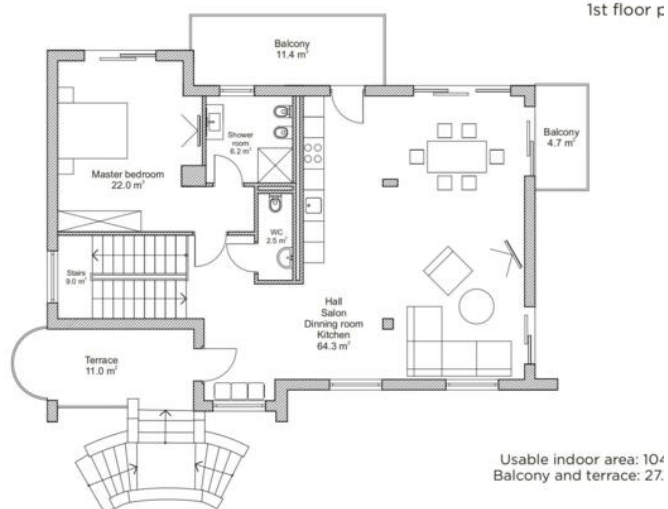 1st floor p
Balcony
11.4 m²
Balcony
4.7 m²
Shower
room
6.2 m²
Master bedroom
22.0 m²
WC
2.5 m²
Stairs
9.0 m²
Hall
Salon
Dinning room
Kitchen
64.3 m²
Terrace
11.0 m²
Usable indoor area: 104
Balcony and terrace: 27.